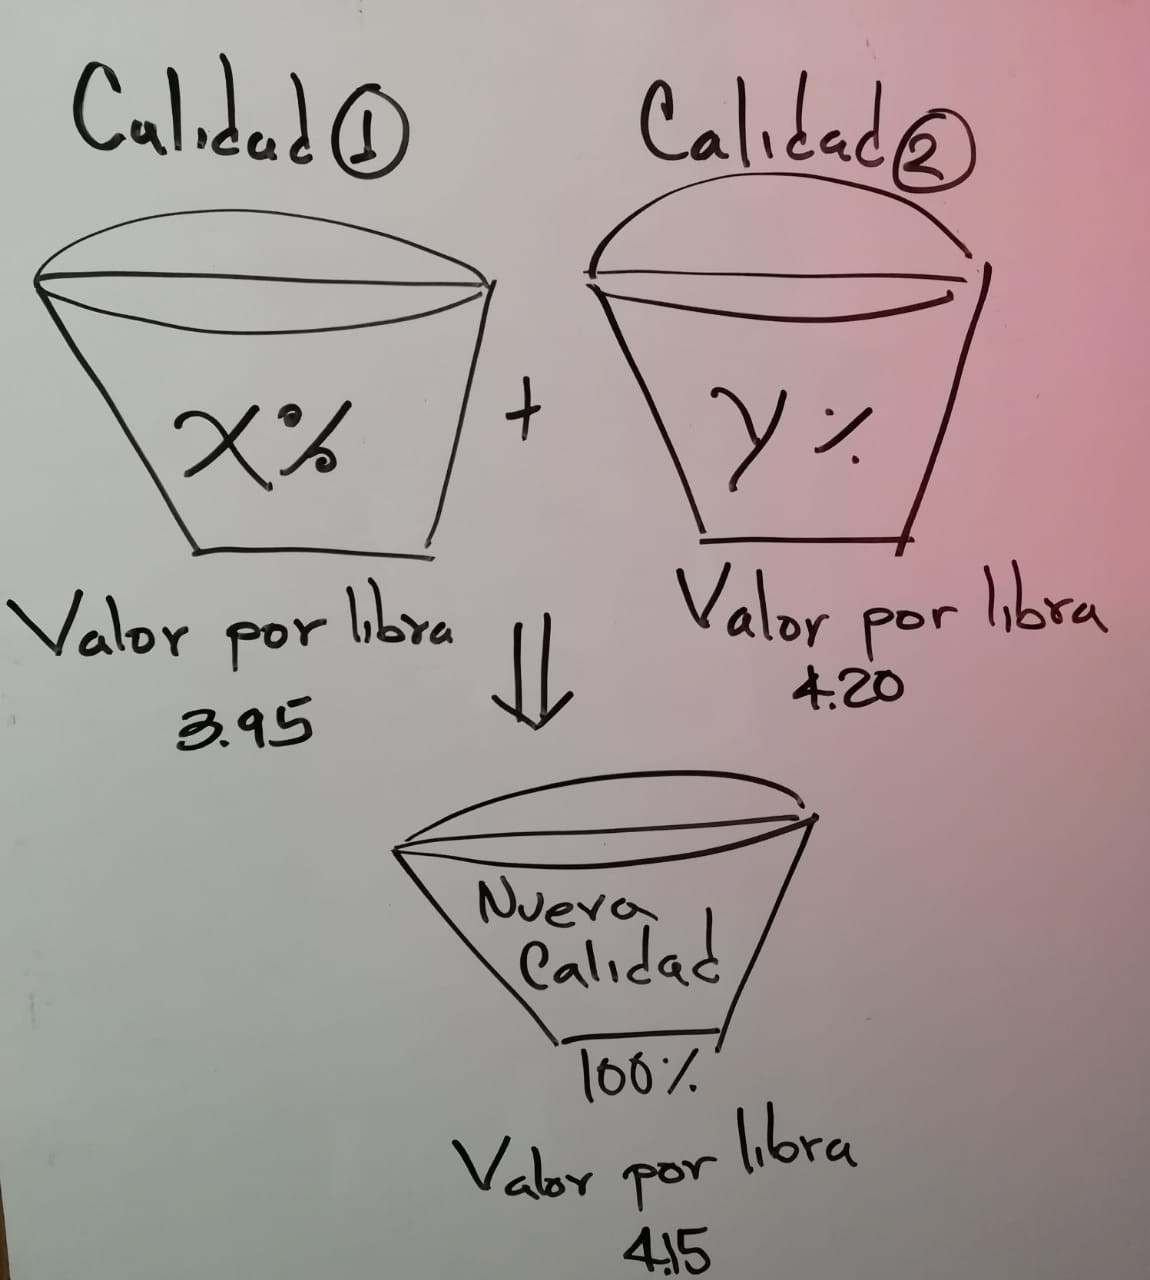 Calidad ①
Calidad ②
X%
+
Y%
Valor por libra
3.95
Valor por libra
4.20
Nueva
Calidad
100%
Valor por libra
4.15